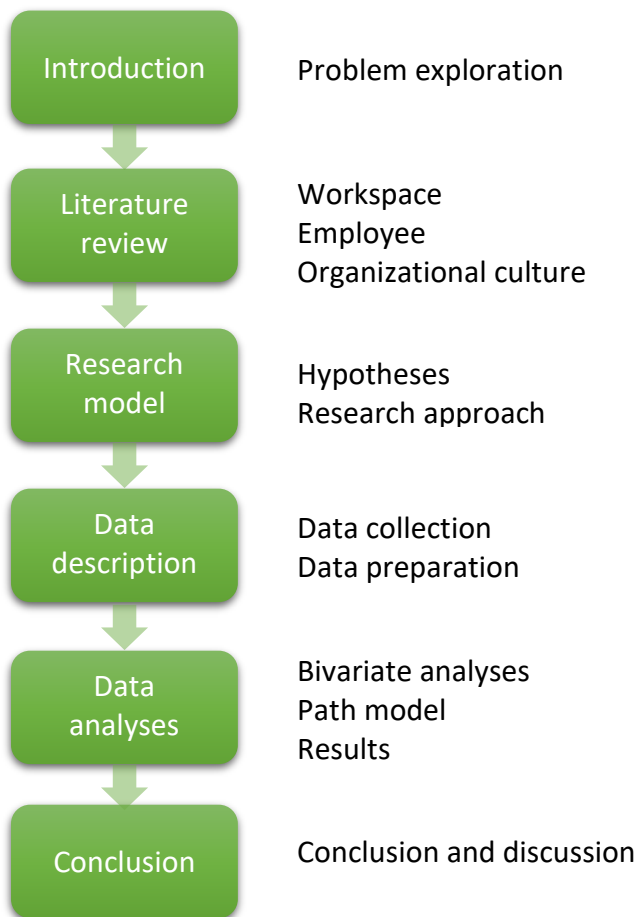 Introduction
Problem exploration
Literature
review
Workspace
Employee
Organizational culture
Research
model
Hypotheses
Research approach
Data
description
Data collection
Data preparation
Data
analyses
Bivariate analyses
Path model
Results
Conclusion
Conclusion and discussion